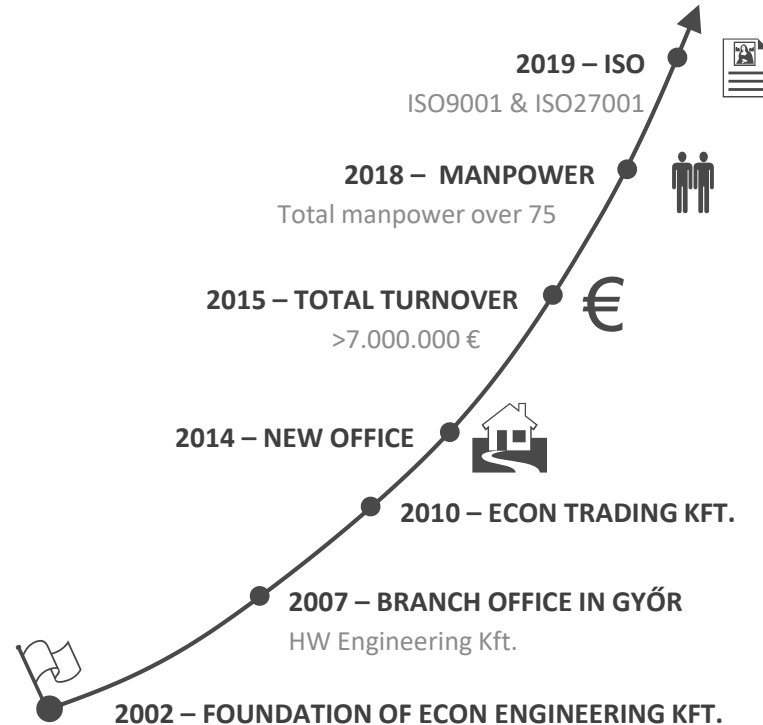 2019 – ISO
ISO9001 & ISO27001
2018 – MANPOWER
Total manpower over 75
2015 – TOTAL TURNOVER
>7.000.000 €
€
2014 – NEW OFFICE
2010 – ECON TRADING KFT.
2007 – BRANCH OFFICE IN GYŐR
HW Engineering Kft.
2002 – FOUNDATION OF ECON ENGINEERING KFT.